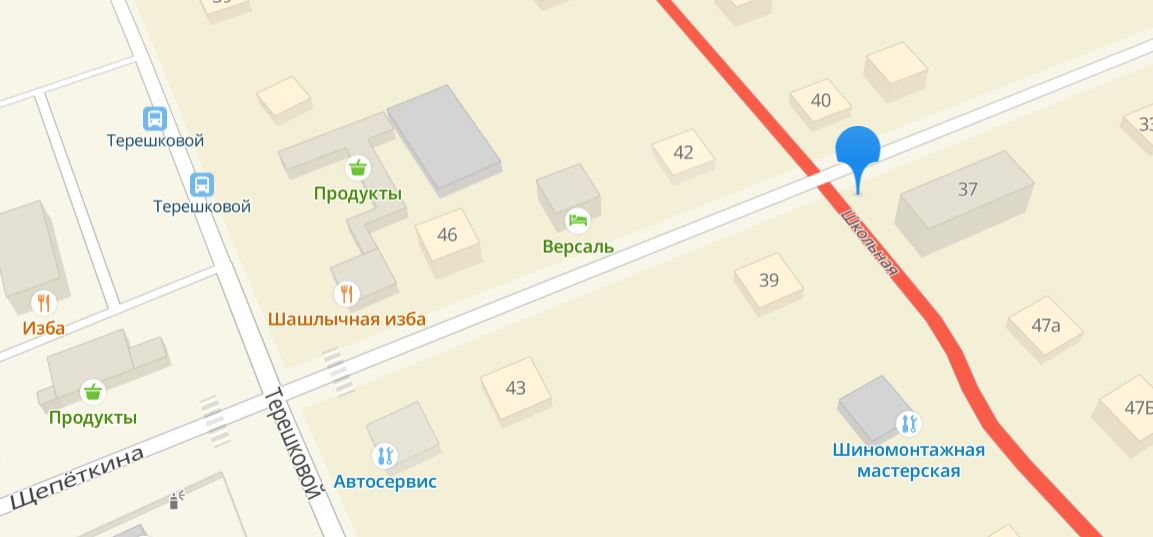 40
33
Терешковой
42
37
Продукты
Терешковой
46
Версаль
Школьная
39
Изба
Шашлычная изба
47а
43
Продукты
Терешковой
47Б
Шиномонтажная
мастерская
Щепёткина
Автосервис